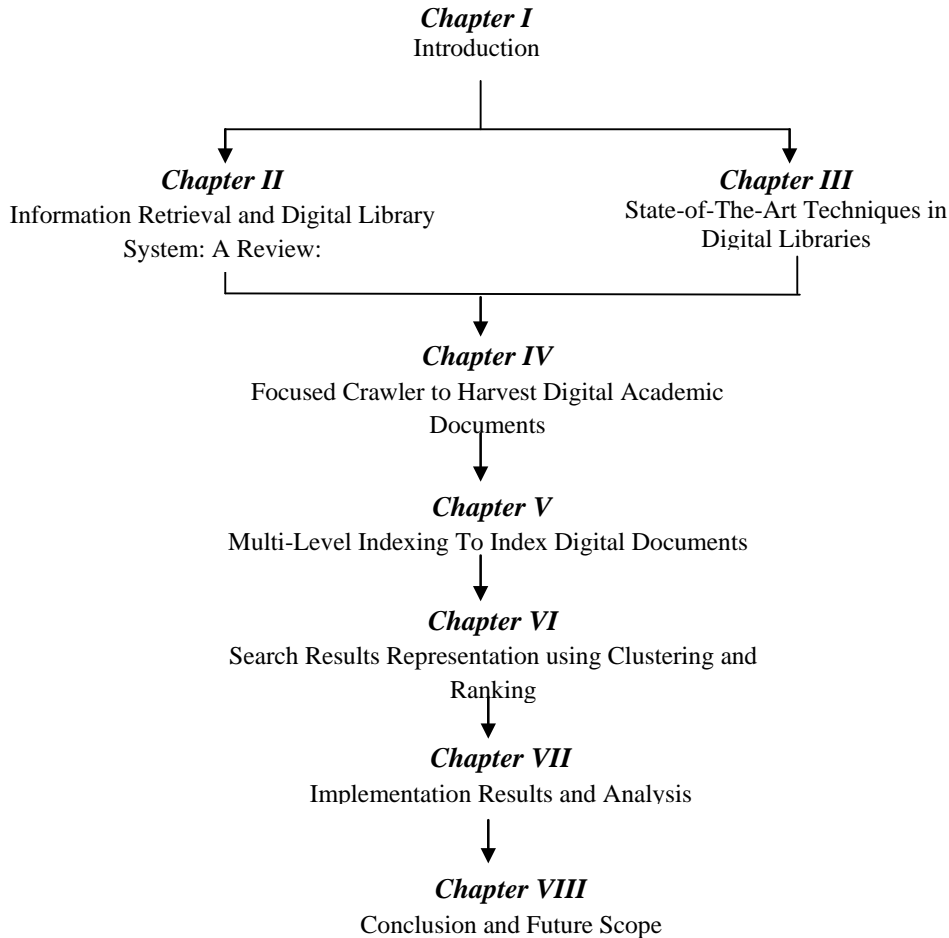 Chapter I
Introduction
Chapter II
Information Retrieval and Digital Library
System: A Review:
Chapter III
State-of-The-Art Techniques in
Digital Libraries
Chapter IV
Focused Crawler to Harvest Digital Academic
Documents
Chapter V
Multi-Level Indexing To Index Digital Documents
Chapter VI
Search Results Representation using Clustering and
Ranking
Chapter VII
Implementation Results and Analysis
Chapter VIII
Conclusion and Future Scope